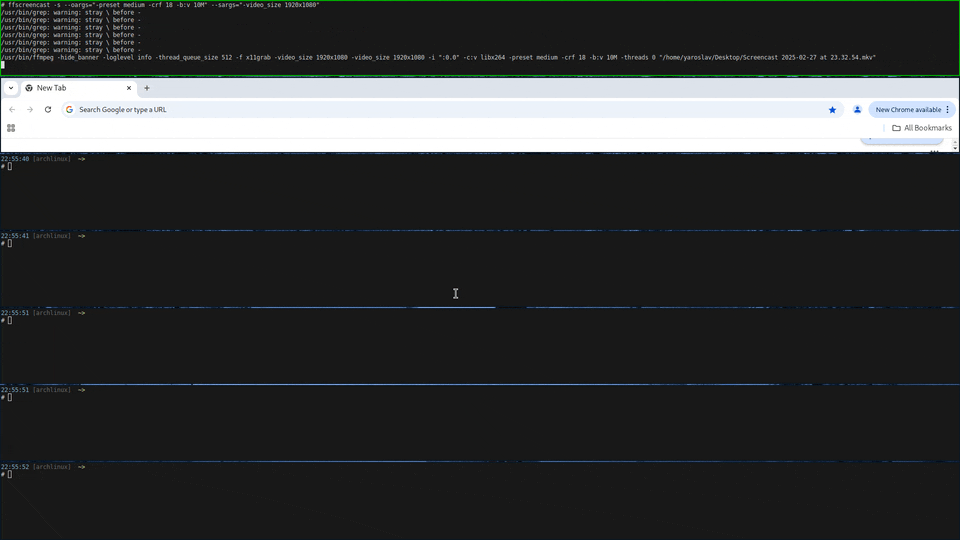 # ffscreencast -s --oargs="-preset medium -crf 18 -b:v 10M" --sargs="-video_size 1920x1080"
/usr/bin/grep: warning: stray \ before -
/usr/bin/grep: warning: stray \ before -
/usr/bin/grep: warning: stray \ before -
/usr/bin/grep: warning: stray \ before -
/usr/bin/grep: warning: stray \ before -
/usr/bin/grep: warning: stray \ before -
/usr/bin/ffmpeg -hide_banner -loglevel info -thread_queue_size 512 -f x11grab -video_size 1920x1080 -video_size 1920x1080 -i ":0.0" -c:v libx264 -preset medium -crf 18 -b:v 10M -threads 0 "/home/yaroslav/Desktop/Screencast 2025-02-27 at 23.32.54.mkv"
New Tab
Search Google or type a URL
New Chrome available
All Bookmarks
22:55:40 [archlinux] ~>
#
22:55:41 [archlinux] ~>
#
22:55:51 [archlinux] ~>
#
22:55:51 [archlinux] ~>
#
22:55:52 [archlinux] ~>
#